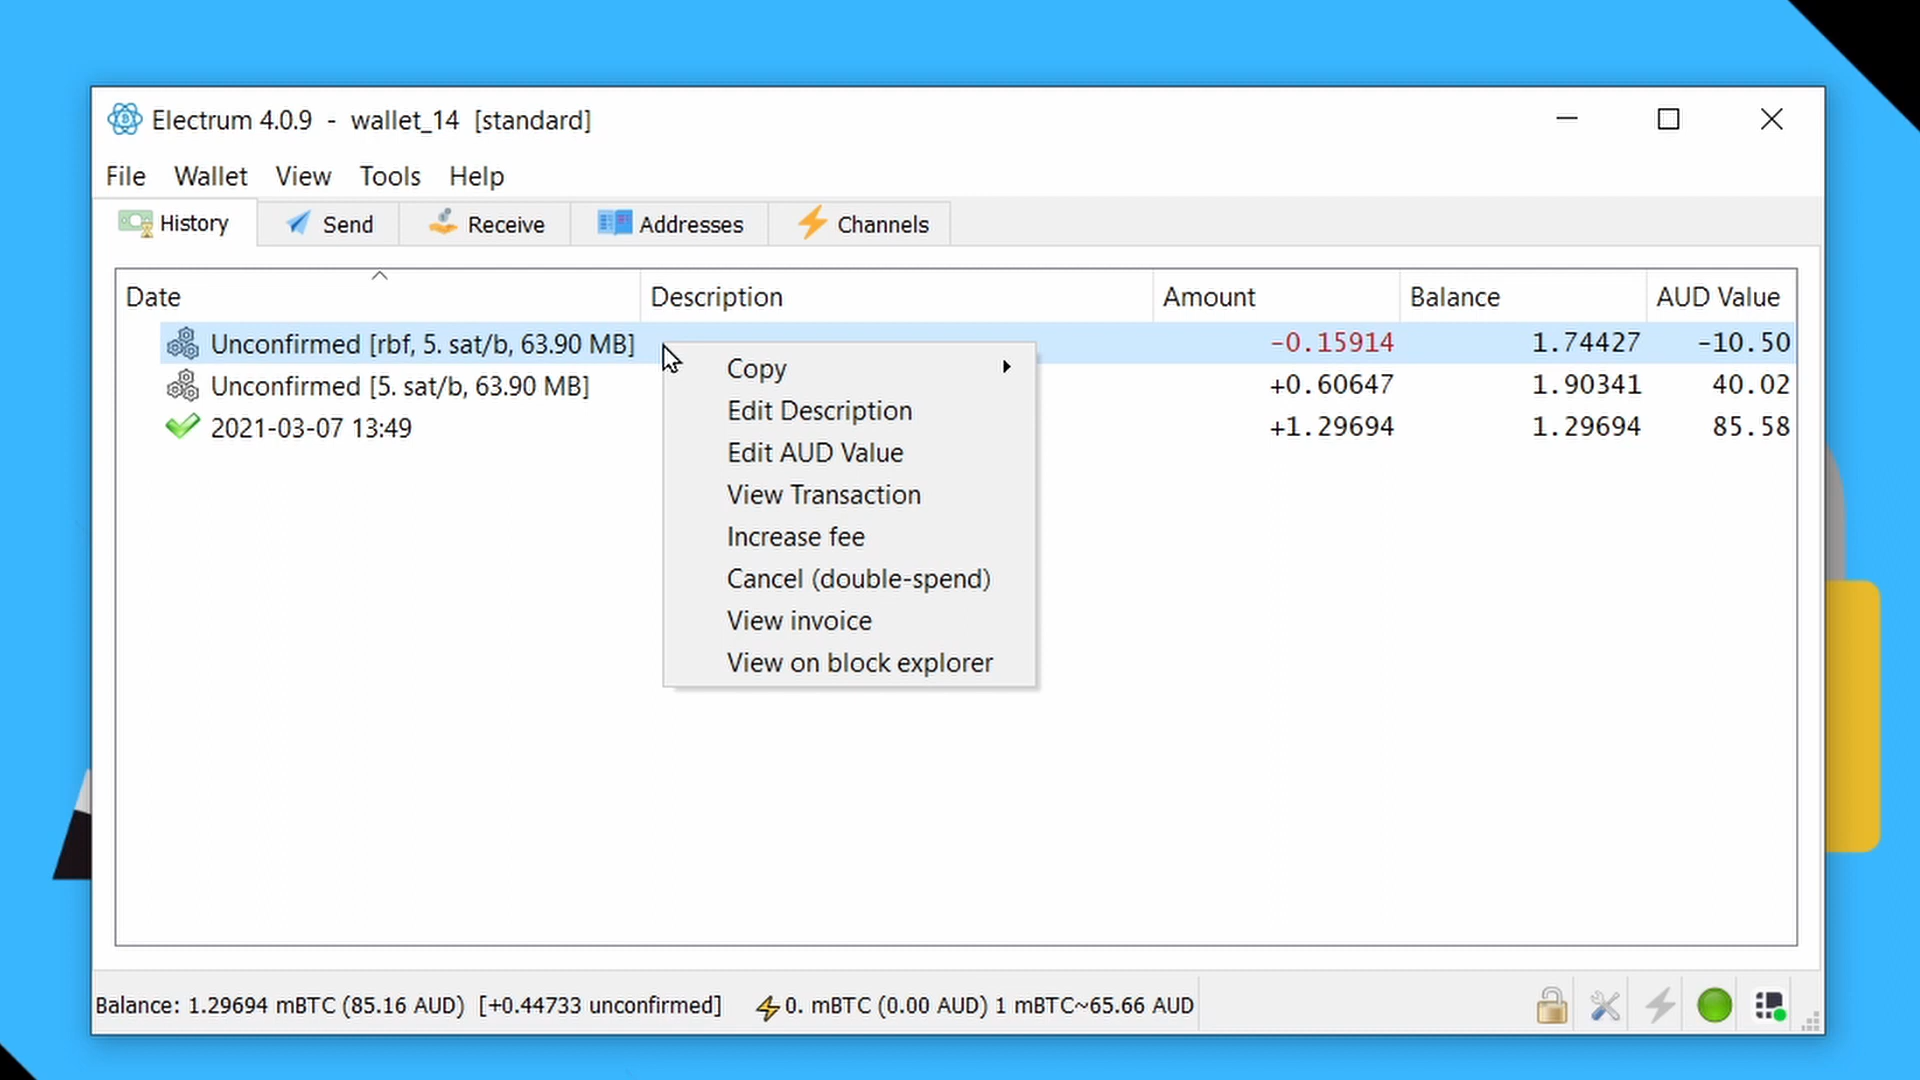 Electrum 4.0.9 - wallet_14 [standard]
File Wallet View Tools Help
History Send Receive Addresses Channels
Date Description Amount Balance AUD Value
Unconfirmed [rbf, 5. sat/b, 63.90 MB] -0.15914 1.74427 -10.50
Unconfirmed [5. sat/b, 63.90 MB] +0.60647 1.90341 40.02
2021-03-07 13:49 +1.29694 1.29694 85.58
Copy
Edit Description
Edit AUD Value
View Transaction
Increase fee
Cancel (double-spend)
View invoice
View on block explorer
Balance: 1.29694 mBTC (85.16 AUD) [+0.44733 unconfirmed] 0. mBTC (0.00 AUD) 1 mBTC~65.66 AUD